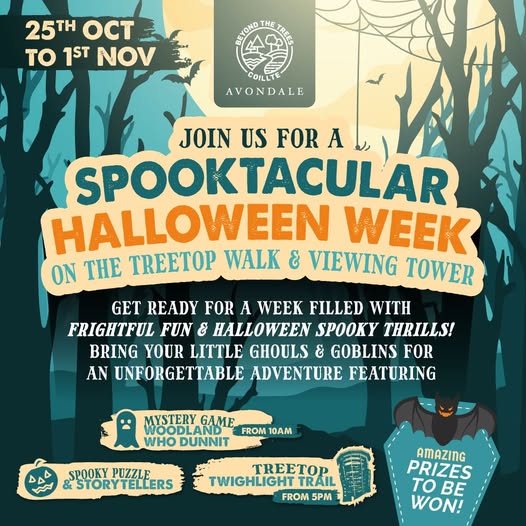 25TH OCT
TO 1ST NOV
BEYOND THE TREES
COILLTE
AVONDALE
JOIN US FOR A
SPOOKTACULAR
HALLOWEEN WEEK
ON THE TREETOP WALK & VIEWING TOWER
GET READY FOR A WEEK FILLED WITH
FRIGHTFUL FUN & HALLOWEEN SPOOKY THRILLS!
BRING YOUR LITTLE GHOULS & GOBLINS FOR
AN UNFORGETTABLE ADVENTURE FEATURING
MYSTERY GAME
WOODLAND
WHO DUNNIT FROM 10AM
SPOOKY PUZZLE
& STORYTELLERS
TREETOP
TWIGHLIGHT TRAIL
FROM 5PM
AMAZING
PRIZES
TO BE
WON!